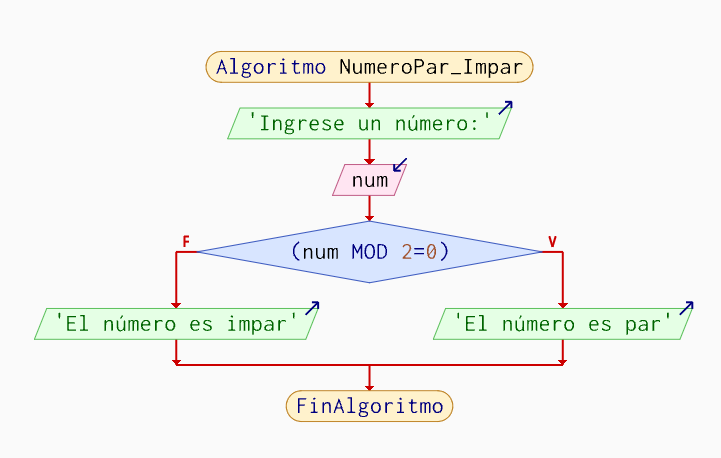 Algoritmo NumeroPar_Impar
'Ingrese un número:'
num
F
V
(num MOD 2=0)
'El número es impar'
'El número es par'
FinAlgoritmo